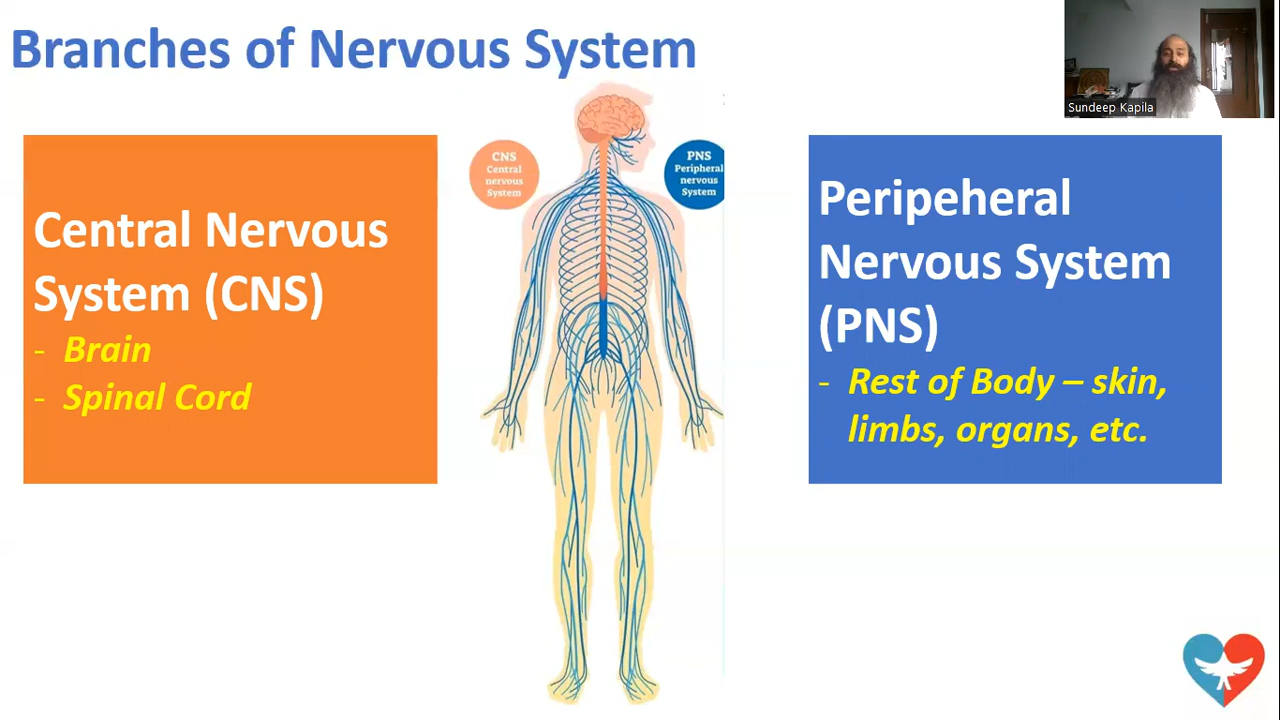 Branches of Nervous System
Sundeep Kapila
Central Nervous
System (CNS)
- Brain
- Spinal Cord
CNS
Central
nervous
System
PNS
Peripheral
nervous
System
Peripeheral
Nervous System
(PNS)
- Rest of Body – skin,
limbs, organs, etc.